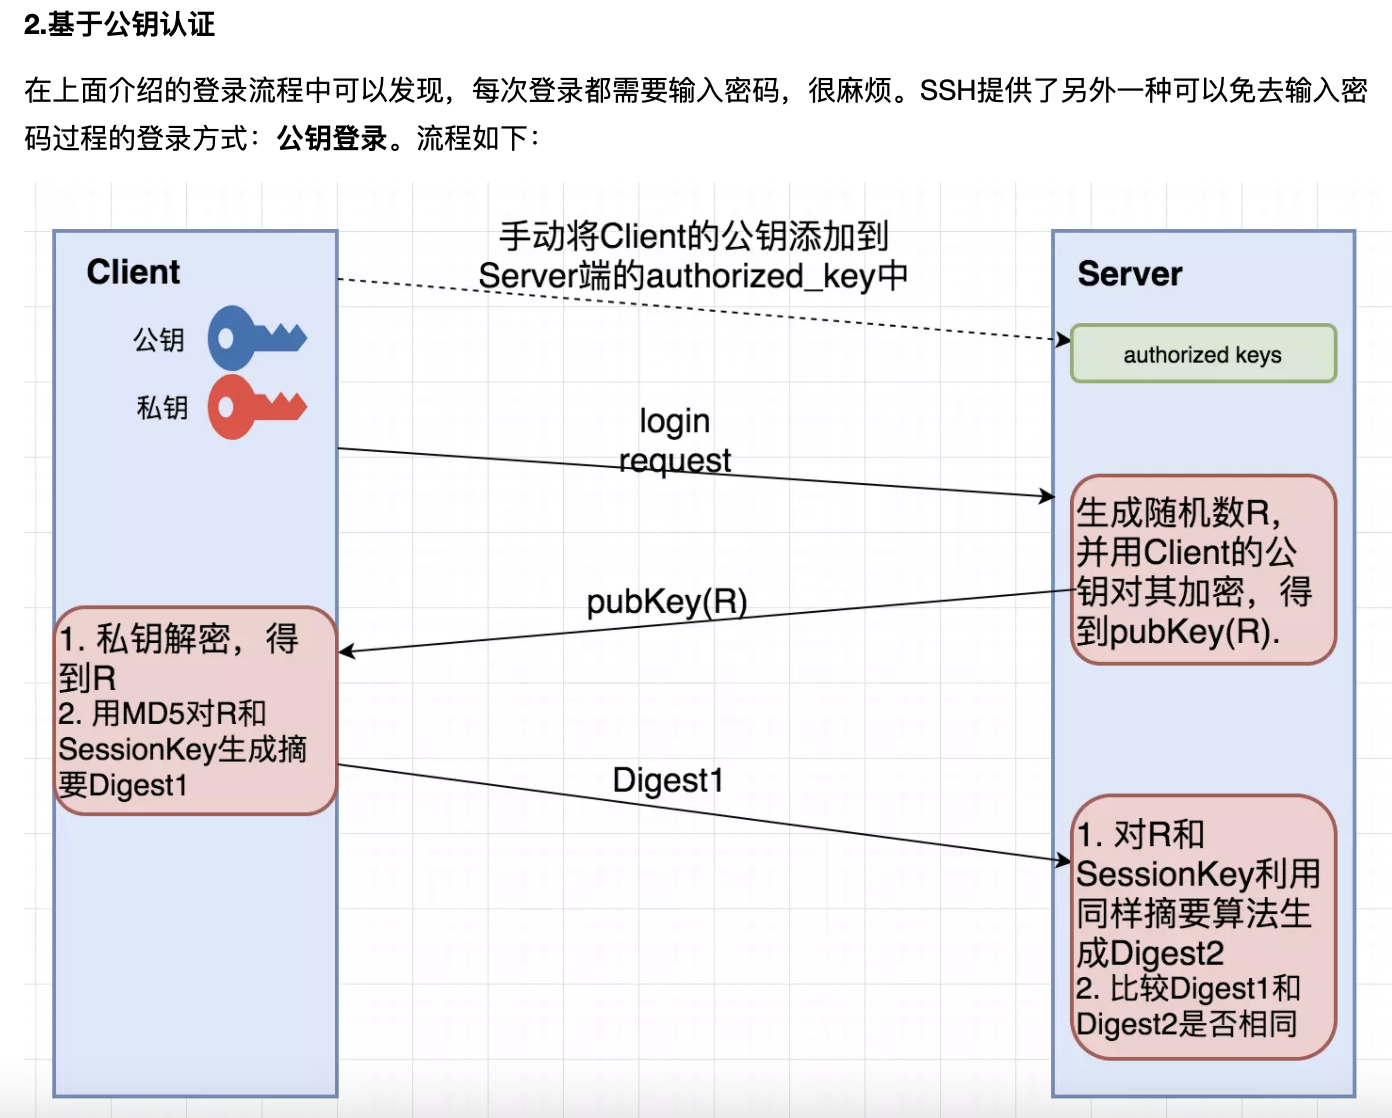 2.基于公钥认证
在上面介绍的登录流程中可以发现，每次登录都需要输入密码，很麻烦。SSH提供了另外一种可以免去输入密
码过程的登录方式：公钥登录。流程如下：
手动将Client的公钥添加到
Server端的authorized_key中
Client
Server
公钥
authorized keys
私钥
login
request
生成随机数R，
并用Client的公
钥对其加密，得
到pubKey(R).
pubKey(R)
1. 私钥解密，得
到R
2. 用MD5对R和
SessionKey生成摘
要Digest1
Digest1
1. 对R和
SessionKey利用
同样摘要算法生
成Digest2
2. 比较Digest1和
Digest2是否相同